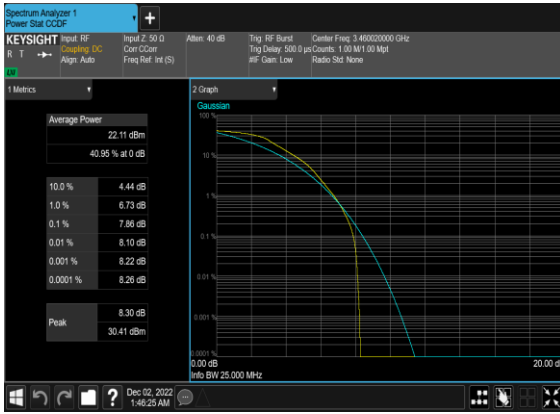 Spectrum Analyzer 1
Power Stat CCDF
+
KEYSIGHT
R T
LW
Input: RF
Coupling: DC
Align: Auto
Input Z: 50 Ω
Corr CCorr
Freq Ref: Int (S)
Atten: 40 dB
Trig: RF Burst
Trig Delay: 500.0 µs
#IF Gain: Low
Center Freq: 3.460020000 GHz
Counts: 1.00 M/1.00 Mpt
Radio Std: None
1 Metrics
Average Power
22.11 dBm
40.95 % at 0 dB
10.0 % 4.44 dB
1.0 % 6.73 dB
0.1 % 7.86 dB
0.01 % 8.10 dB
0.001 % 8.22 dB
0.0001 % 8.26 dB
Peak
8.30 dB
30.41 dBm
2 Graph
Gaussian
100 %
10 %
1 %
0.1 %
0.01 %
0.001 %
0.0001 %
0.00 dB
20.00 d
Info BW 25.000 MHz
?
Dec 02, 2022
1:46:25 AM